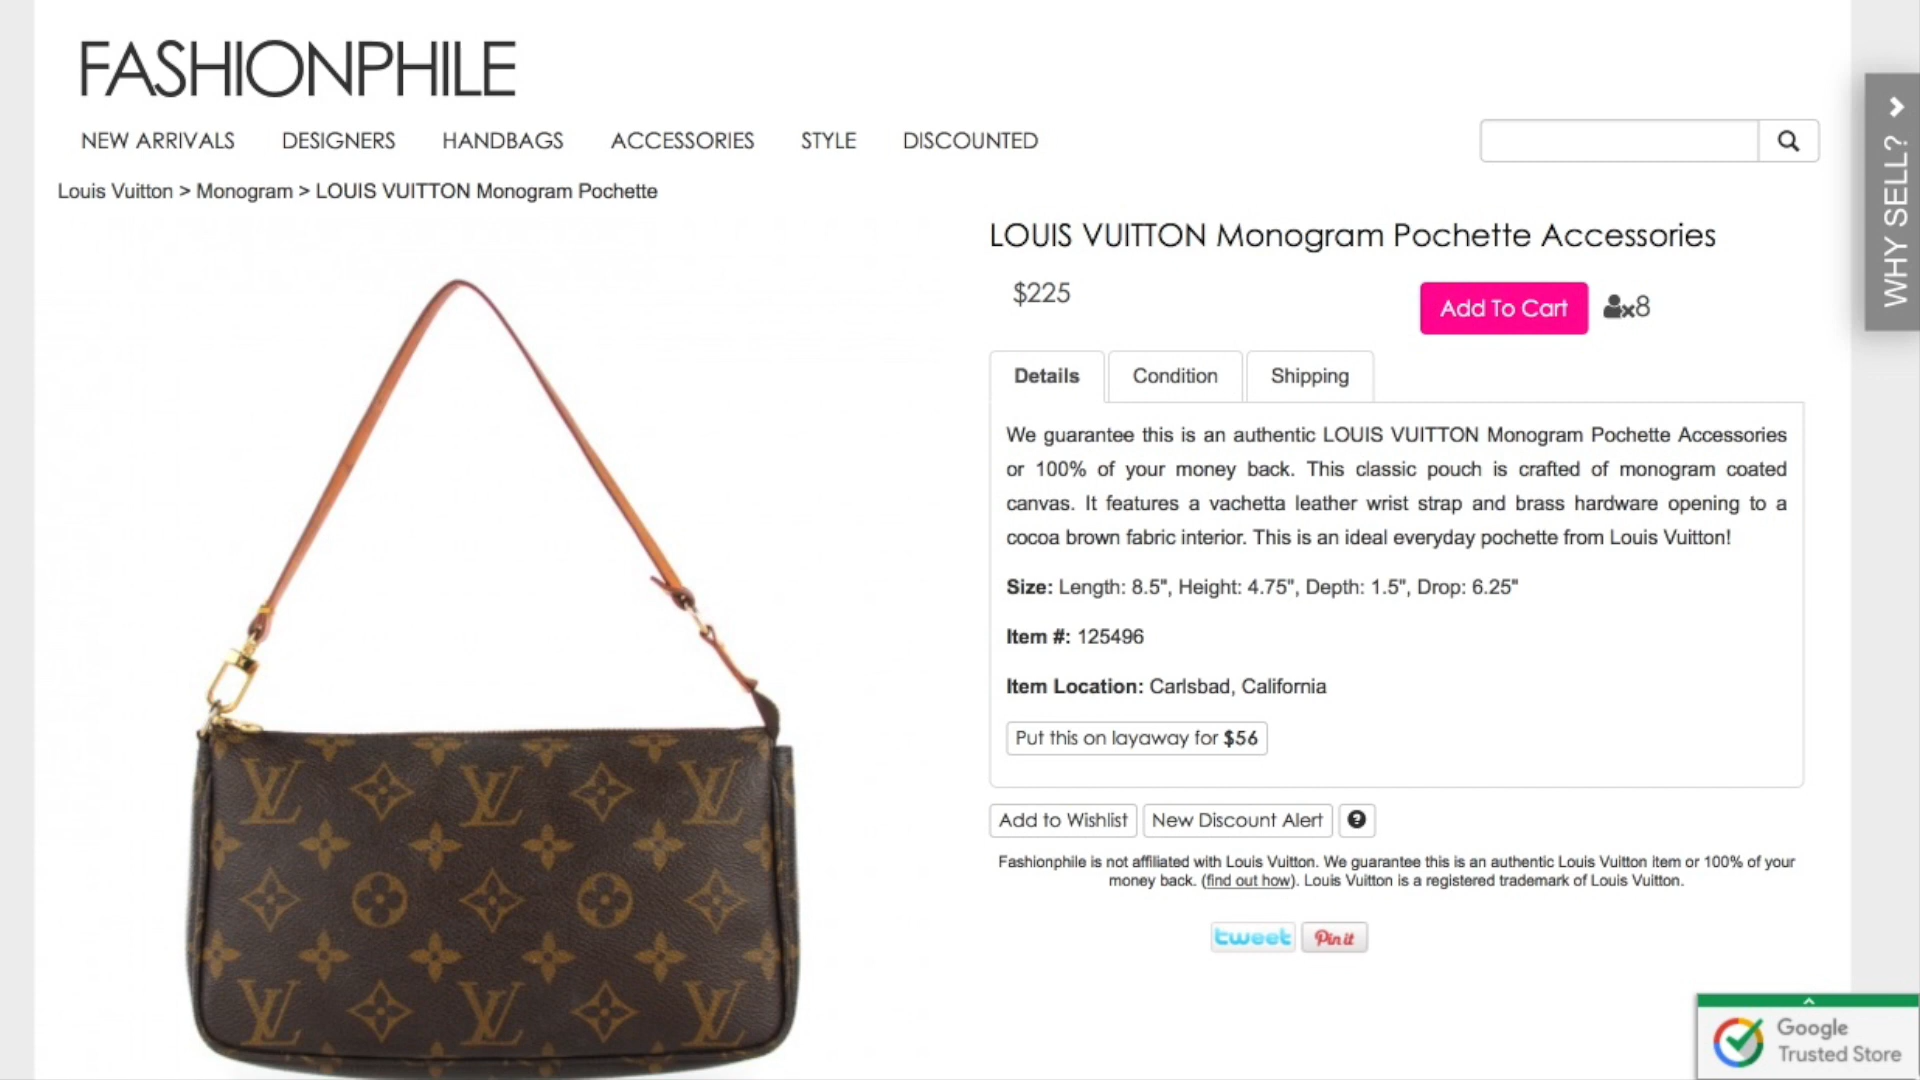 FASHIONPHILE
NEW ARRIVALS DESIGNERS HANDBAGS ACCESSORIES STYLE DISCOUNTED
WHY SELL?
Louis Vuitton > Monogram > LOUIS VUITTON Monogram Pochette
LOUIS VUITTON Monogram Pochette Accessories
$225
Add To Cart
x8
Details Condition Shipping
We guarantee this is an authentic LOUIS VUITTON Monogram Pochette Accessories
or 100% of your money back. This classic pouch is crafted of monogram coated
canvas. It features a vachetta leather wrist strap and brass hardware opening to a
cocoa brown fabric interior. This is an ideal everyday pochette from Louis Vuitton!
Size: Length: 8.5", Height: 4.75", Depth: 1.5", Drop: 6.25"
Item #: 125496
Item Location: Carlsbad, California
Put this on layaway for $56
Add to Wishlist New Discount Alert ?
Fashionphile is not affiliated with Louis Vuitton. We guarantee this is an authentic Louis Vuitton item or 100% of your
money back. (find out how). Louis Vuitton is a registered trademark of Louis Vuitton.
tweet Pin it
Google
Trusted Store
LV LV LV
LV LV LV